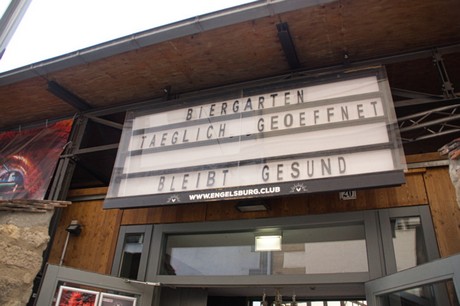 BIERGARTEN
TAEGLICH GEOEFFNET
BLEIBT GESUND
WWW.ENGELSBURG.CLUB